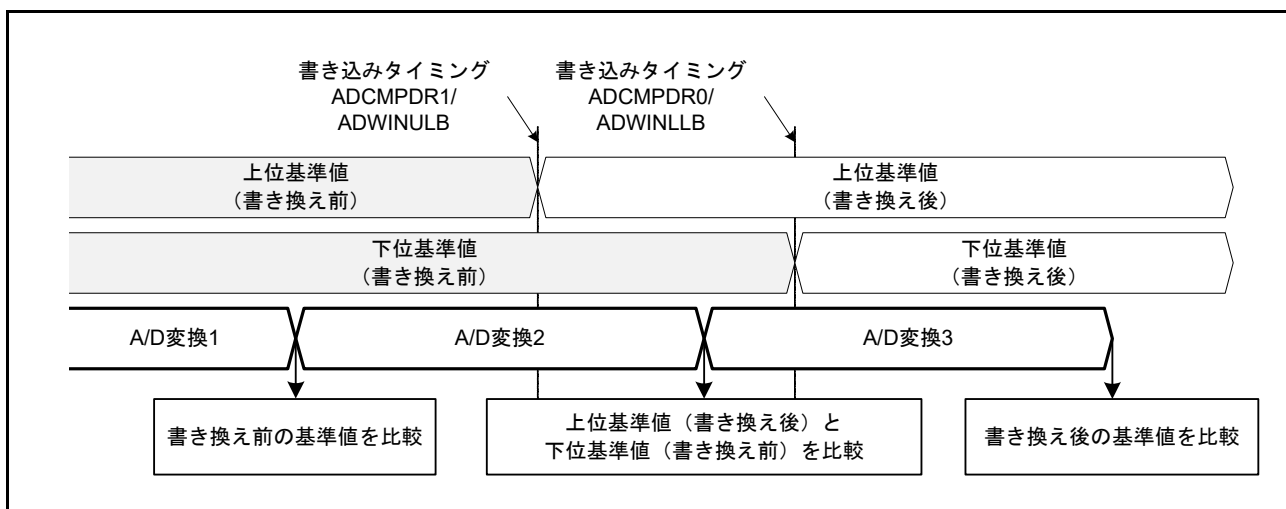 書き込みタイミング
ADCMPDR1/
ADWINULB
書き込みタイミング
ADCMPDR0/
ADWINLLB
上位基準値
（書き換え前）
上位基準値
（書き換え後）
下位基準値
（書き換え前）
下位基準値
（書き換え後）
A/D変換1
A/D変換2
A/D変換3
書き換え前の基準値を比較
上位基準値（書き換え後）と
下位基準値（書き換え前）を比較
書き換え後の基準値を比較